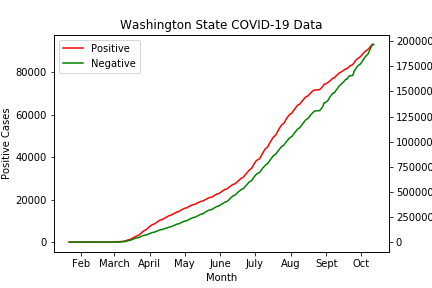 Washington State COVID-19 Data
Positive
Negative
Positive Cases
80000
60000
40000
20000
0
200000
175000
150000
125000
100000
750000
500000
250000
0
Feb March April May June July Aug Sept Oct
Month